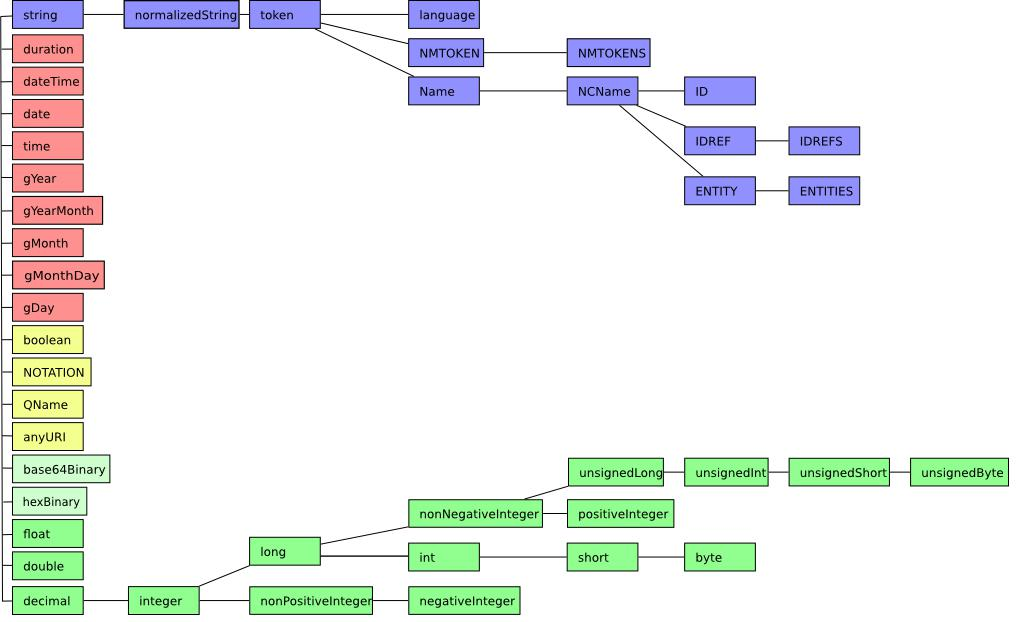 string normalizedString token language
duration NMTOKEN NMTOKENS
dateTime Name NCName ID
date
time IDREF IDREFS
gYear ENTITY ENTITIES
gYearMonth
gMonth
gMonthDay
gDay
boolean
NOTATION
QName
anyURI
base64Binary unsignedLong unsignedInt unsignedShort unsignedByte
hexBinary nonNegativeInteger positiveInteger
float
double long int short byte
decimal integer nonPositiveInteger negativeInteger